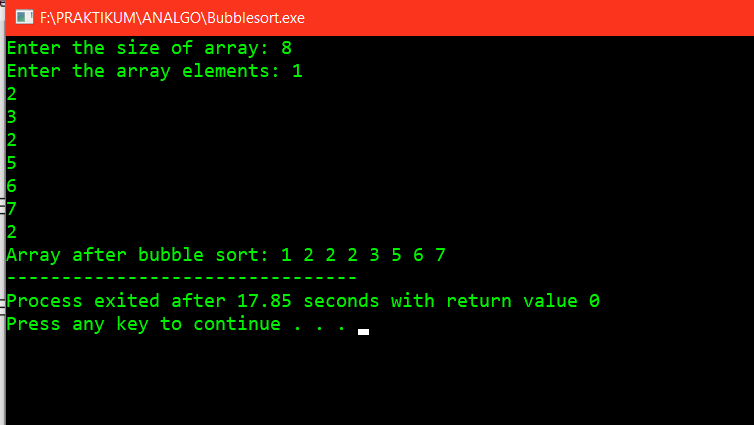 F:\PRAKTIKUM\ANALGO\Bubblesort.exe
Enter the size of array: 8
Enter the array elements: 1
2
3
2
5
6
7
2
Array after bubble sort: 1 2 2 2 3 5 6 7
--------------------------------
Process exited after 17.85 seconds with return value 0
Press any key to continue . . .